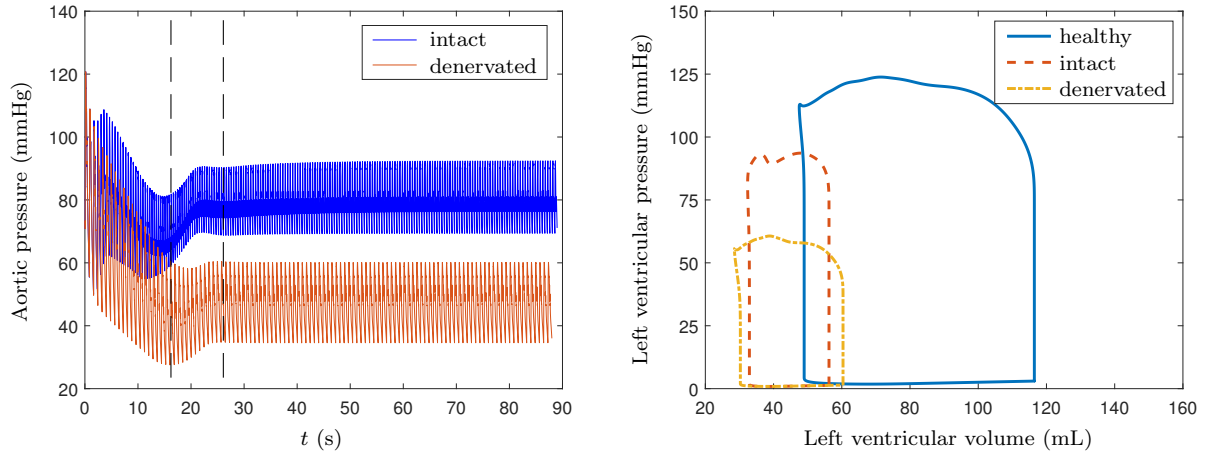 140
120
100
80
60
40
20
Aortic pressure (mmHg)
intact
denervated
0 10 20 30 40 50 60 70 80 90
t (s)
150
125
100
75
50
25
0
Left ventricular pressure (mmHg)
healthy
intact
denervated
20 40 60 80 100 120 140 160
Left ventricular volume (mL)